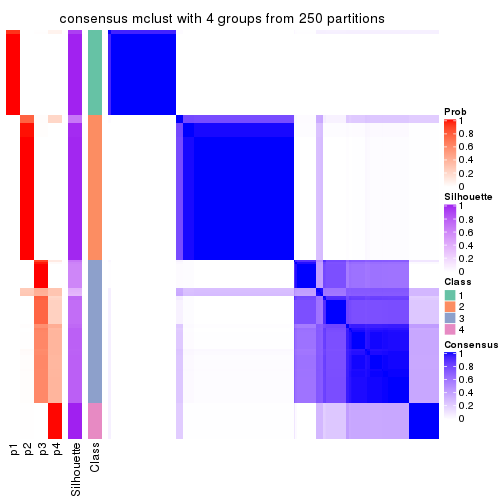 consensus mclust with 4 groups from 250 partitions
Prob
1
0.8
0.6
0.4
0.2
0
Silhouette
1
0.8
0.6
0.4
0.2
0
Class
1
2
3
4
Consensus
1
0.8
0.6
0.4
0.2
0
p1
p2
p3
p4
Silhouette
Class